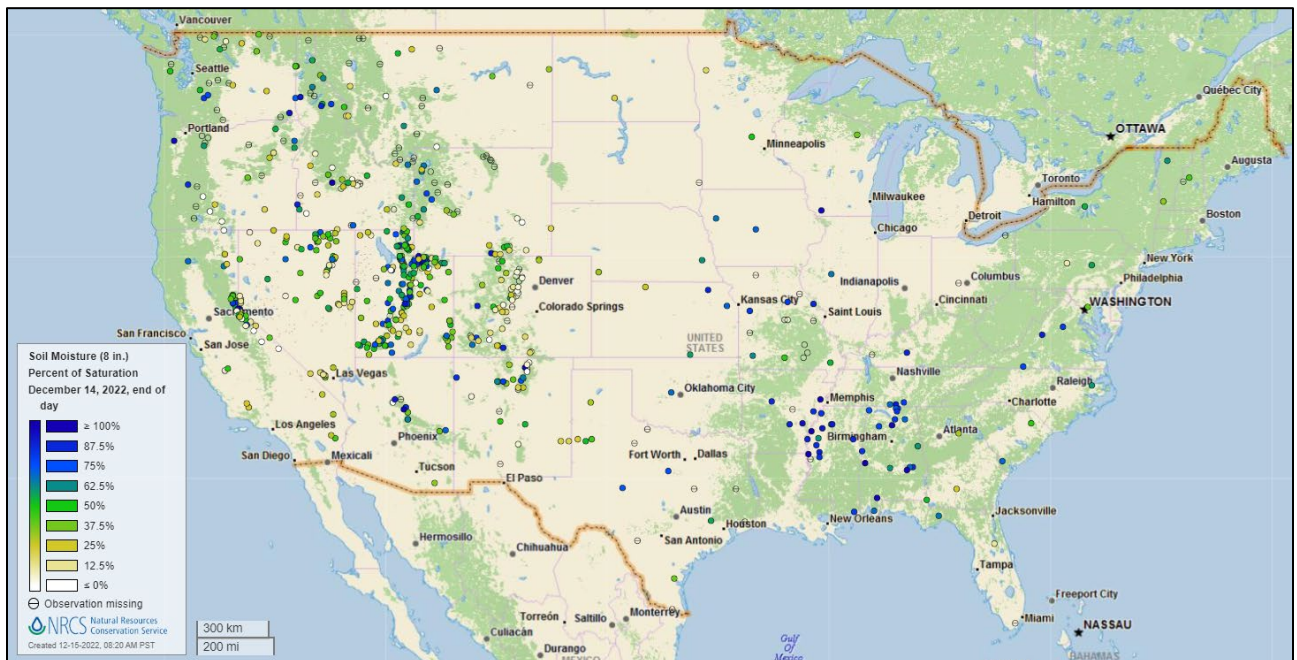 Vancouver
Seattle
Portland
Sacramento
San Francisco
San Jose
Las Vegas
Los Angeles
San Diego
Mexicali
Phoenix
Tucson
El Paso
Hermosillo
Chihuahua
Culiacán
Torreón
Saltillo
Monterrey
Durango
MEXICO
Denver
Colorado Springs
UNITED
STATES
Oklahoma City
Fort Worth
Dallas
Austin
San Antonio
Houston
New Orleans
Minneapolis
Milwaukee
Chicago
Kansas City
Saint Louis
Indianapolis
Columbus
Cincinnati
Nashville
Memphis
Birmingham
Atlanta
Charlotte
Raleigh
Detroit
Toronto
Hamilton
OTTAWA
Québec City
Augusta
Boston
New York
Philadelphia
WASHINGTON
Jacksonville
Tampa
Miami
Freeport City
NASSAU
BAHAMAS
Gulf
Of
Mexico
Soil Moisture (8 in.)
Percent of Saturation
December 14, 2022, end of
day
≥ 100%
87.5%
75%
62.5%
50%
37.5%
25%
12.5%
≤ 0%
Observation missing
NRCS Natural Resources
Conservation Service
Created 12-15-2022, 08:20 AM PST
300 km
200 mi